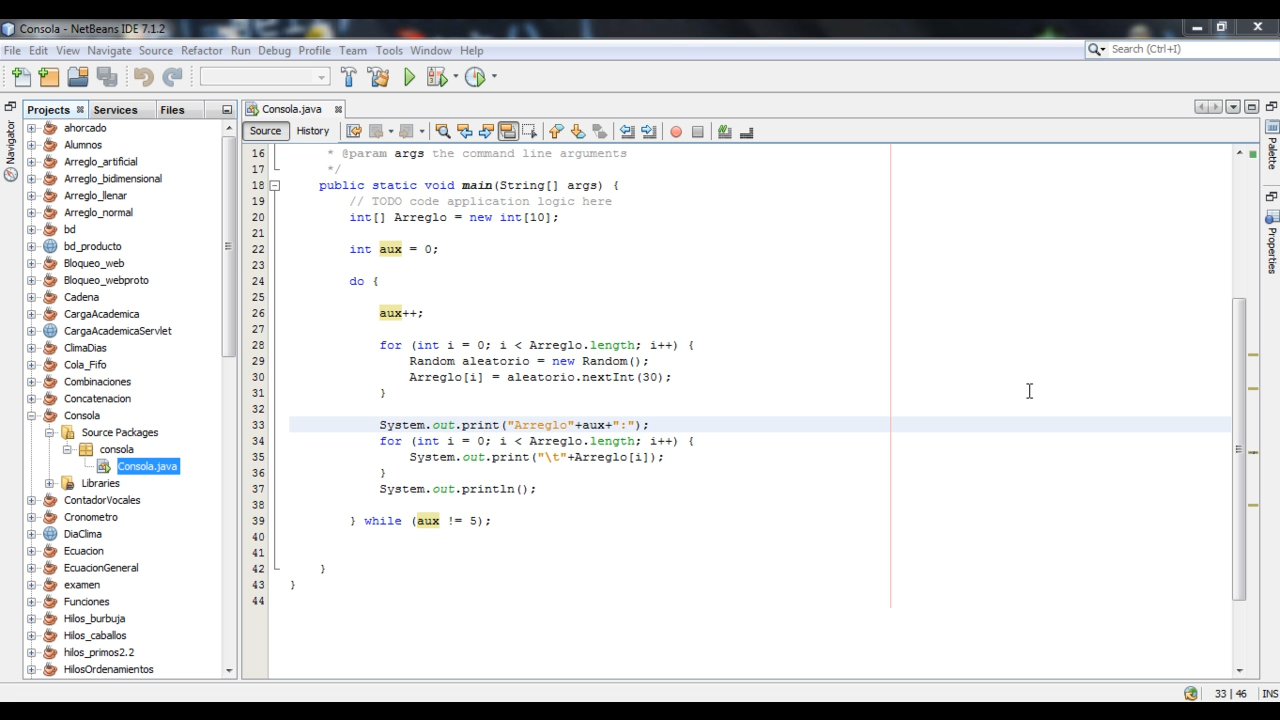 Consola - NetBeans IDE 7.1.2
File Edit View Navigate Source Refactor Run Debug Profile Team Tools Window Help
Search (Ctrl+I)
Projects Services Files
Consola.java
Source History
Navigator
ahorcado
Alumnos
Arreglo_artificial
Arreglo_bidimensional
Arreglo_llenar
Arreglo_normal
bd
bd_producto
Bloqueo_web
Bloqueo_webproto
Cadena
CargaAcademica
CargaAcademicaServlet
ClimaDias
Cola_Fifo
Combinaciones
Concatenacion
Consola
Source Packages
consola
Consola.java
Libraries
ContadorVocales
Cronometro
DiaClima
Ecuacion
EcuacionGeneral
examen
Funciones
Hilos_burbuja
Hilos_caballos
hilos_primos2.2
HilosOrdenamientos
16 * @param args the command line arguments
17 */
18 public static void main(String[] args) {
19 // TODO code application logic here
20 int[] Arreglo = new int[10];
21
22 int aux = 0;
23
24 do {
25
26 aux++;
27
28 for (int i = 0; i < Arreglo.length; i++) {
29 Random aleatorio = new Random();
30 Arreglo[i] = aleatorio.nextInt(30);
31 }
32
33 System.out.print("Arreglo"+aux+":");
34 for (int i = 0; i < Arreglo.length; i++) {
35 System.out.print("\t"+Arreglo[i]);
36 }
37 System.out.println();
38
39 } while (aux != 5);
40
41
42 }
43 }
44
Palette
Properties
33 | 46 INS